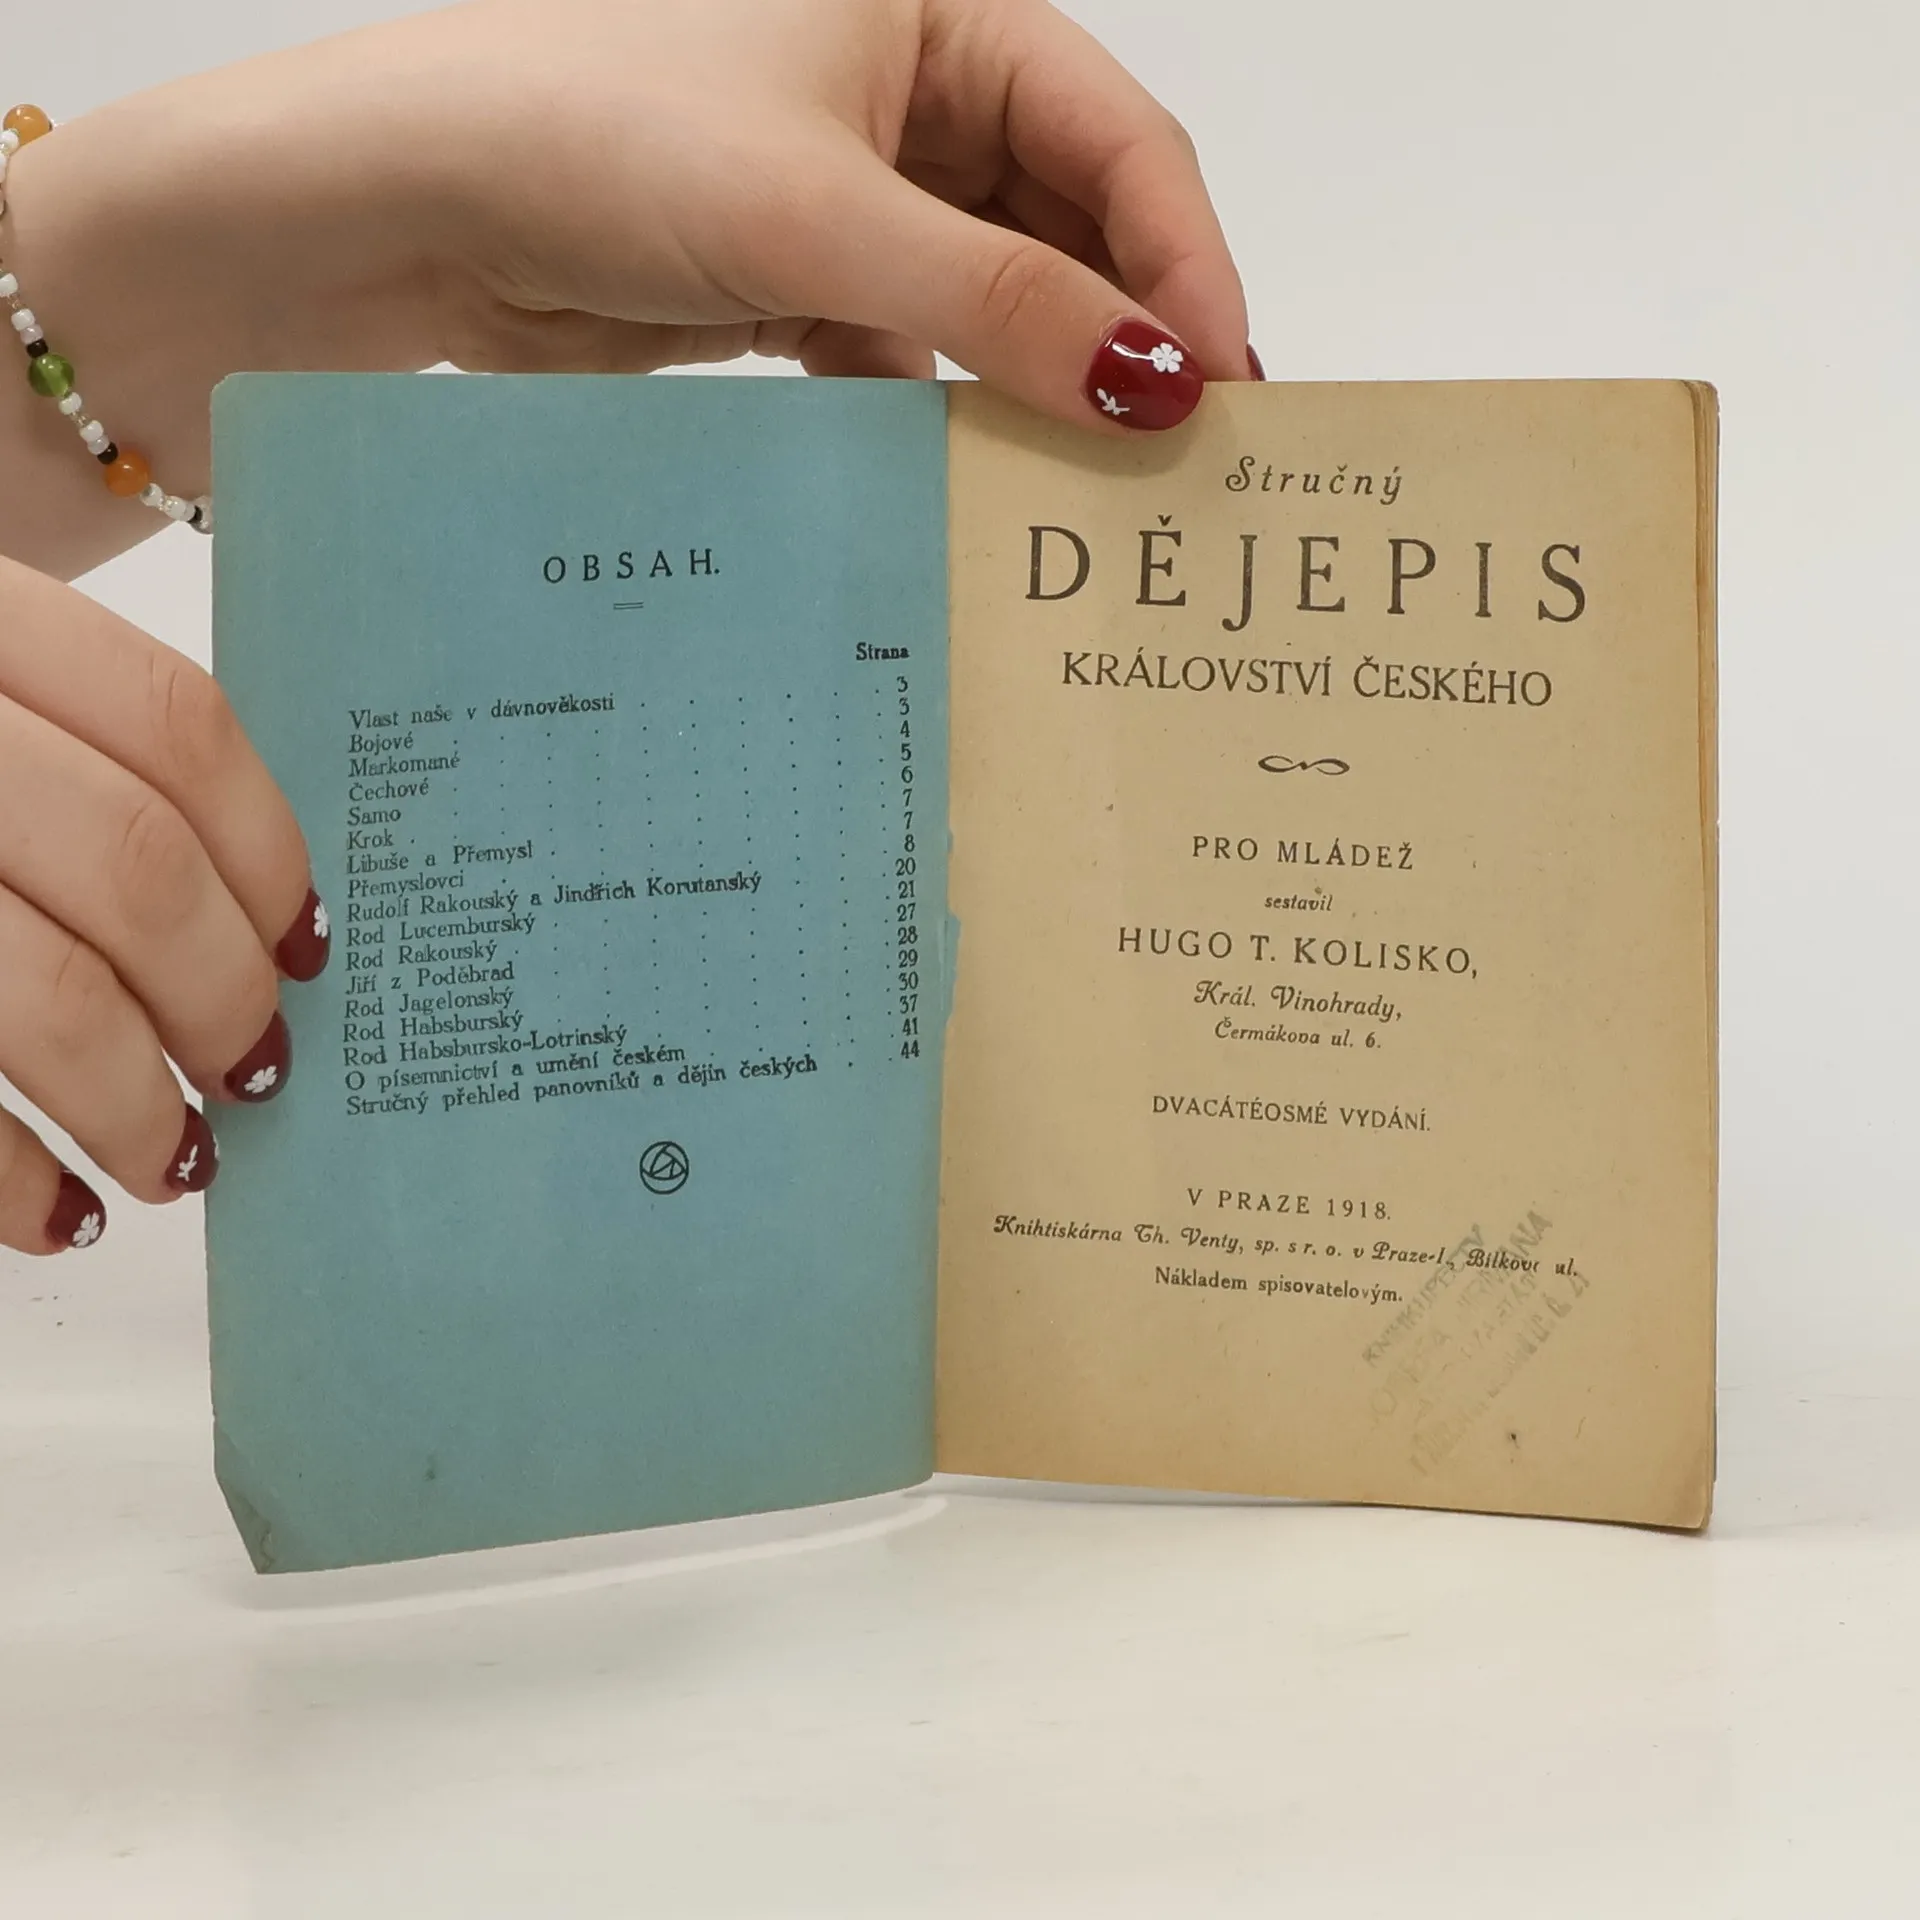 OBSAH.
Strana
Vlast naše v dávnověkosti . . . . . . 3
Bojové . . . . . . . . . . 3
Markomané . . . . . . . . . 4
Čechové . . . . . . . . . . 5
Samo . . . . . . . . . . 6
Krok . . . . . . . . . . 7
Libuše a Přemysl . . . . . . . . 7
Přemyslovci . . . . . . . . . 8
Rudolf Rakouský a Jindřich Korutanský . . . 20
Rod Lucemburský . . . . . . . . 21
Rod Rakouský . . . . . . . . . 27
Jiří z Poděbrad . . . . . . . . 28
Rod Jagelonský . . . . . . . . 29
Rod Habsburský . . . . . . . . 30
Rod Habsbursko-Lotrinský . . . . . . 37
O písemnictví a umění českém . . . . . 41
Stručný přehled panovníků a dějin českých . . 44
Stručný
DĚJEPIS
KRÁLOVSTVÍ ČESKÉHO
PRO MLÁDEŽ
sestavil
HUGO T. KOLISKO,
Král. Vinohrady,
Čermákova ul. 6.
DVACÁTÉOSMÉ VYDÁNÍ.
V PRAZE 1918.
Knihtiskárna Th. Venty, sp. s r. o. v Praze-I., Bílkova ul.
Nákladem spisovatelovým.
KNIHKUPECTV